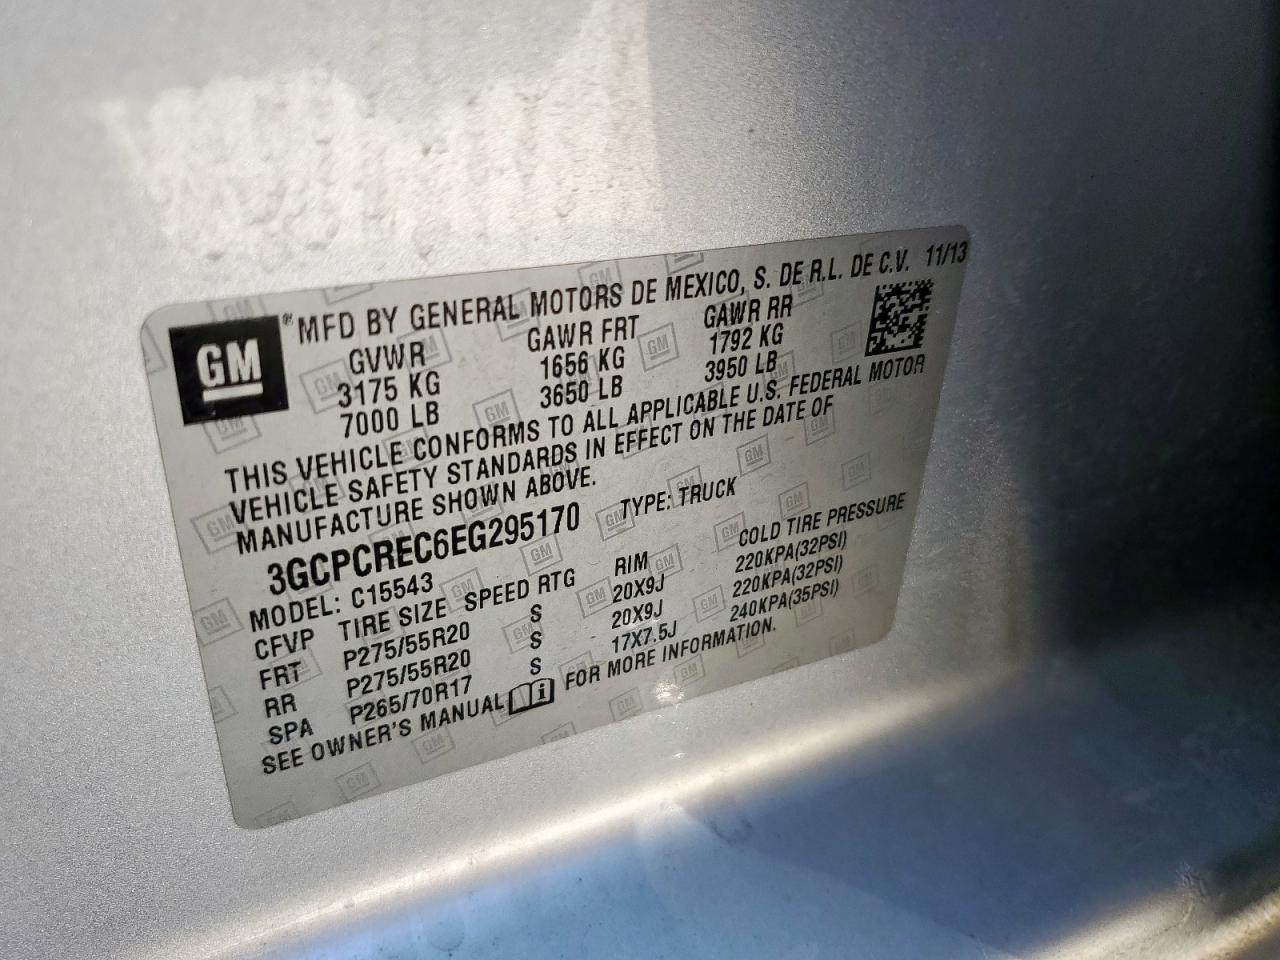 GM ® MFD BY GENERAL MOTORS DE MEXICO, S. DE R.L. DE C.V. 11/13
GVWR GAWR FRT GAWR RR
3175 KG 1656 KG 1792 KG
7000 LB 3650 LB 3950 LB
THIS VEHICLE CONFORMS TO ALL APPLICABLE U.S. FEDERAL MOTOR
VEHICLE SAFETY STANDARDS IN EFFECT ON THE DATE OF
MANUFACTURE SHOWN ABOVE.
3GCPCREC6EG295170 TYPE: TRUCK
MODEL: C15543
CFVP TIRE SIZE SPEED RTG RIM COLD TIRE PRESSURE
FRT P275/55R20 S 20X9J 220KPA(32PSI)
RR P275/55R20 S 20X9J 220KPA(32PSI)
SPA P265/70R17 S 17X7.5J 240KPA(35PSI)
SEE OWNER'S MANUAL i FOR MORE INFORMATION.